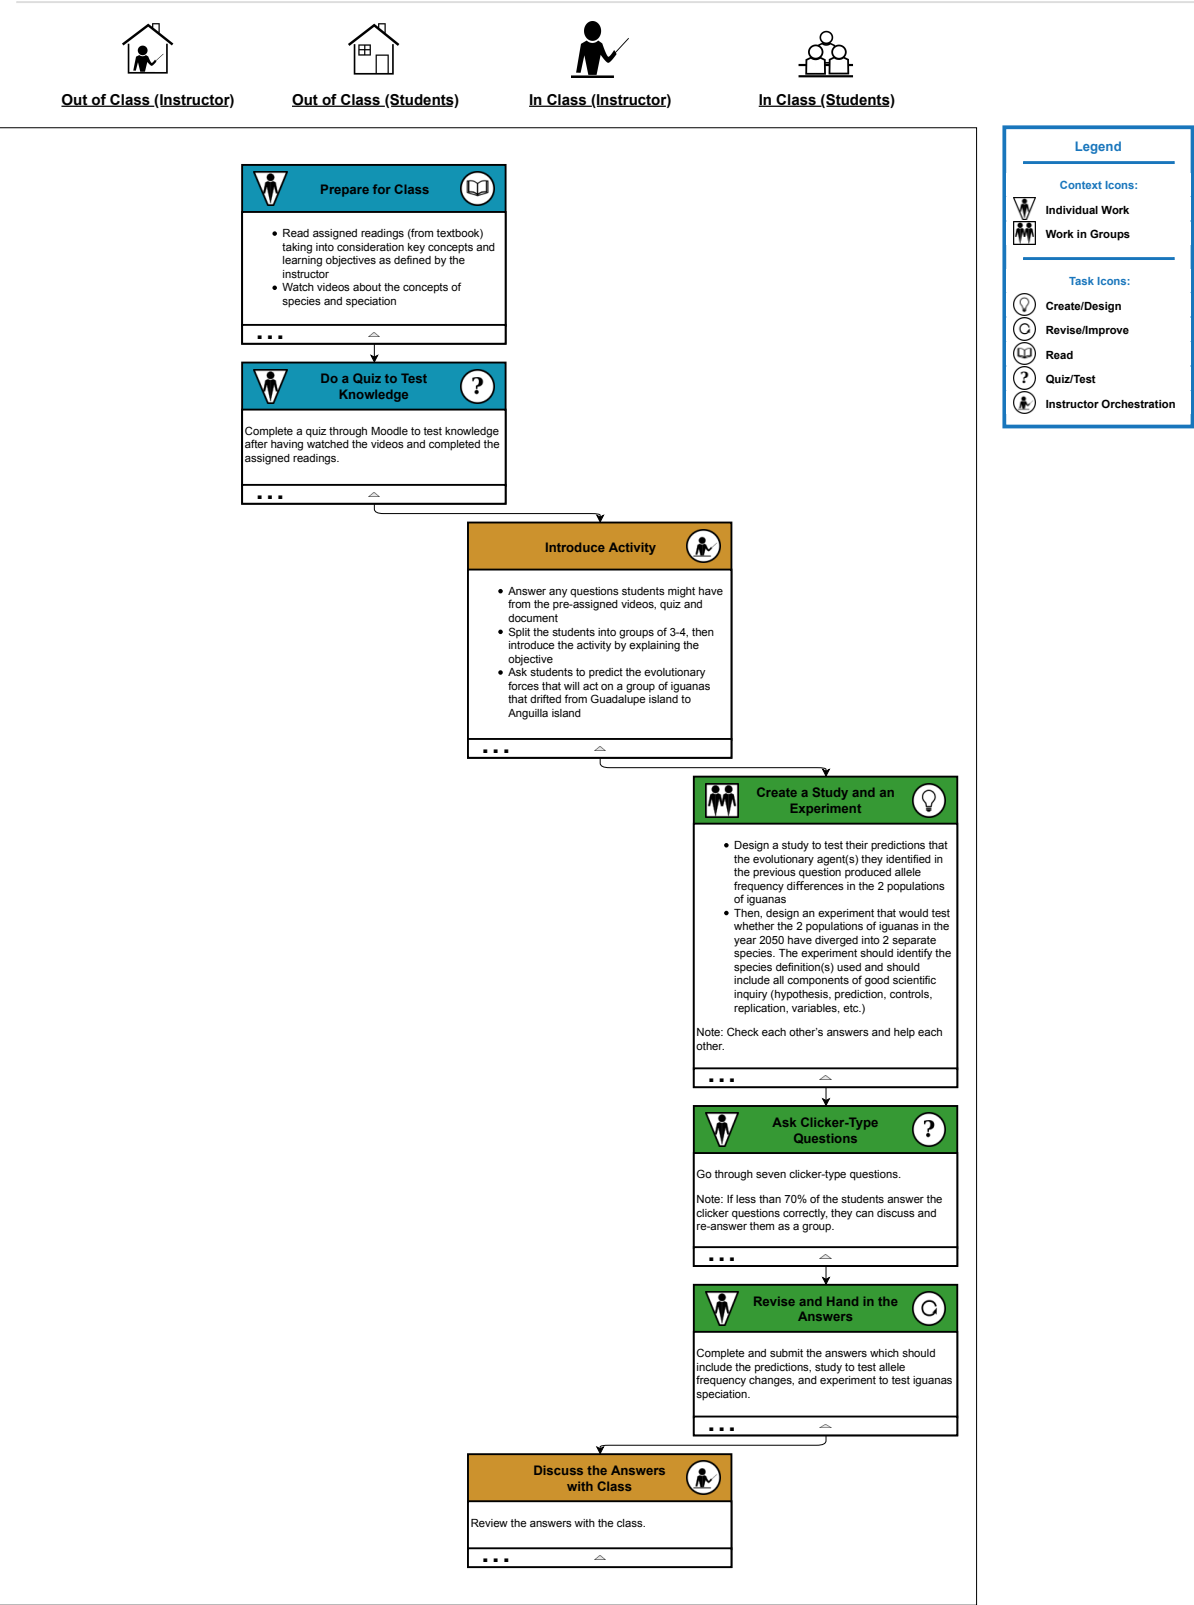 Out of Class (Instructor)
Out of Class (Students)
In Class (Instructor)
In Class (Students)
Legend
Context Icons:
Individual Work
Work in Groups
Task Icons:
Create/Design
Revise/Improve
Read
? Quiz/Test
Instructor Orchestration
Prepare for Class
• Read assigned readings (from textbook)
taking into consideration key concepts and
learning objectives as defined by the
instructor
• Watch videos about the concepts of
species and speciation
Do a Quiz to Test
Knowledge
?
Complete a quiz through Moodle to test knowledge
after having watched the videos and completed the
assigned readings.
Introduce Activity
• Answer any questions students might have
from the pre-assigned videos, quiz and
document
• Split the students into groups of 3-4, then
introduce the activity by explaining the
objective
• Ask students to predict the evolutionary
forces that will act on a group of iguanas
that drifted from Guadalupe island to
Anguilla island
Create a Study and an
Experiment
• Design a study to test their predictions that
the evolutionary agent(s) they identified in
the previous question produced allele
frequency differences in the 2 populations
of iguanas
• Then, design an experiment that would test
whether the 2 populations of iguanas in the
year 2050 have diverged into 2 separate
species. The experiment should identify the
species definition(s) used and should
include all components of good scientific
inquiry (hypothesis, prediction, controls,
replication, variables, etc.)
Note: Check each other’s answers and help each
other.
Ask Clicker-Type
Questions
?
Go through seven clicker-type questions.
Note: If less than 70% of the students answer the
clicker questions correctly, they can discuss and
re-answer them as a group.
Revise and Hand in the
Answers
Complete and submit the answers which should
include the predictions, study to test allele
frequency changes, and experiment to test iguanas
speciation.
Discuss the Answers
with Class
Review the answers with the class.